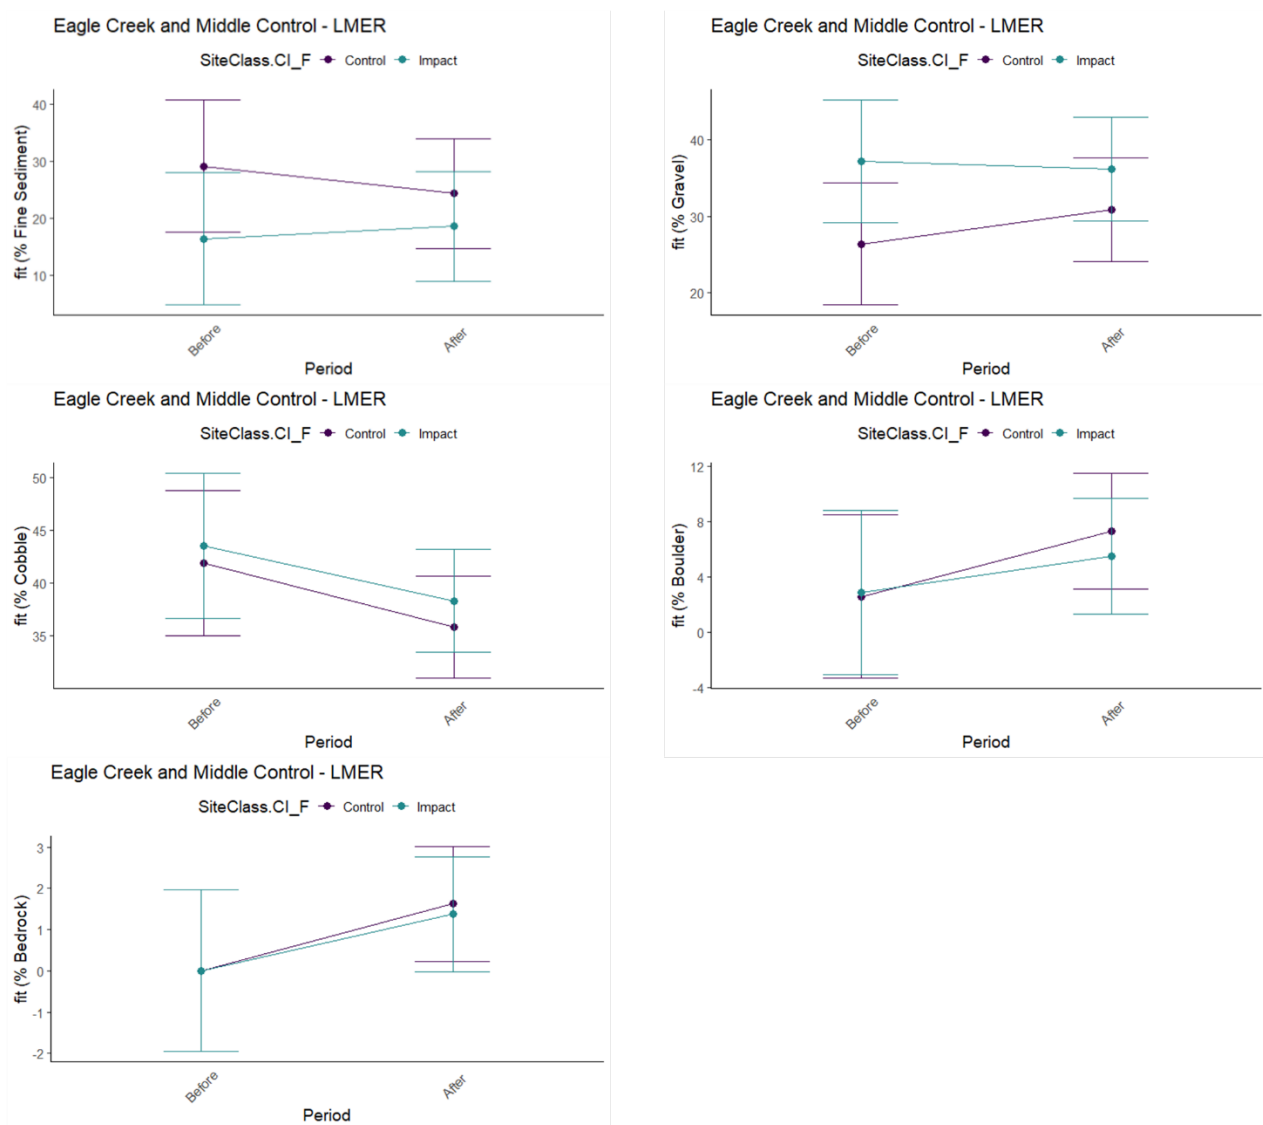 Eagle Creek and Middle Control - LMER
SiteClass.CI_F Control Impact
fit (% Fine Sediment)
40
30
20
10
Before
After
Period
Eagle Creek and Middle Control - LMER
SiteClass.CI_F Control Impact
fit (% Gravel)
40
30
20
Before
After
Period
Eagle Creek and Middle Control - LMER
SiteClass.CI_F Control Impact
fit (% Cobble)
50
45
40
35
Before
After
Period
Eagle Creek and Middle Control - LMER
SiteClass.CI_F Control Impact
fit (% Boulder)
12
8
4
0
-4
Before
After
Period
Eagle Creek and Middle Control - LMER
SiteClass.CI_F Control Impact
fit (% Bedrock)
3
2
1
0
-1
-2
Before
After
Period